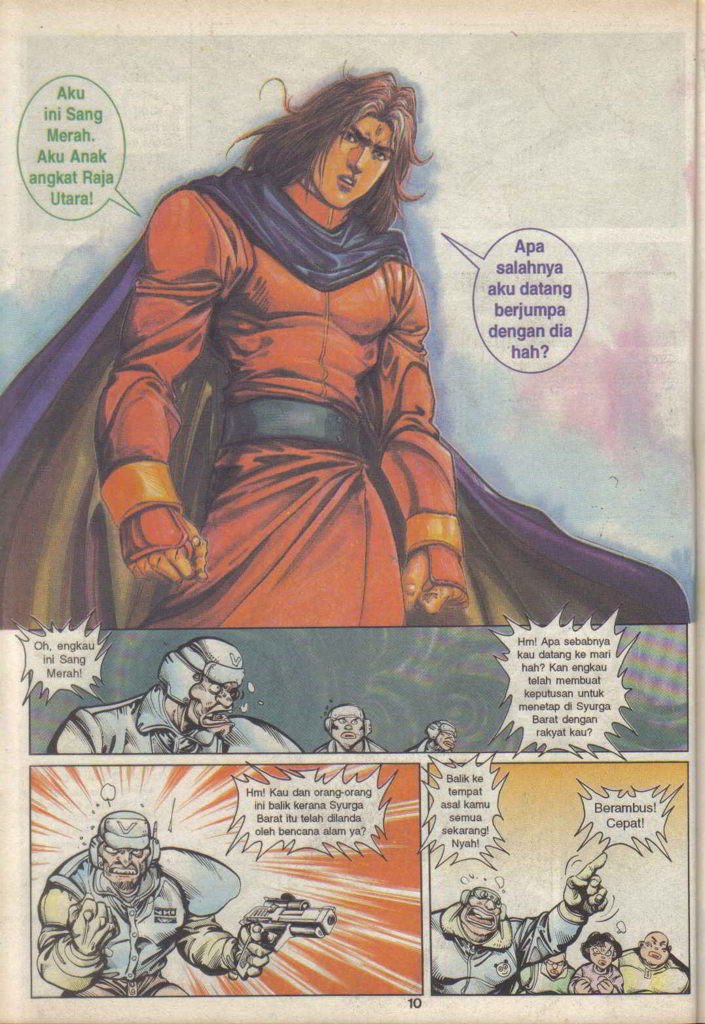 Aku
ini Sang
Merah.
Aku Anak
angkat Raja
Utara!
Apa
salahnya
aku datang
berjumpa
dengan dia
hah?
Oh, engkau
ini Sang
Merah!
Hm! Apa sebabnya
kau datang ke mari
hah? Kan engkau
telah membuat
keputusan untuk
menetap di Syurga
Barat dengan
rakyat kau?
Hm! Kau dan orang-orang
ini balik kerana Syurga
Barat itu telah dilanda
oleh bencana alam ya?
Balik ke
tempat
asal kamu
semua
sekarang!
Nyah!
Berambus!
Cepat!
10